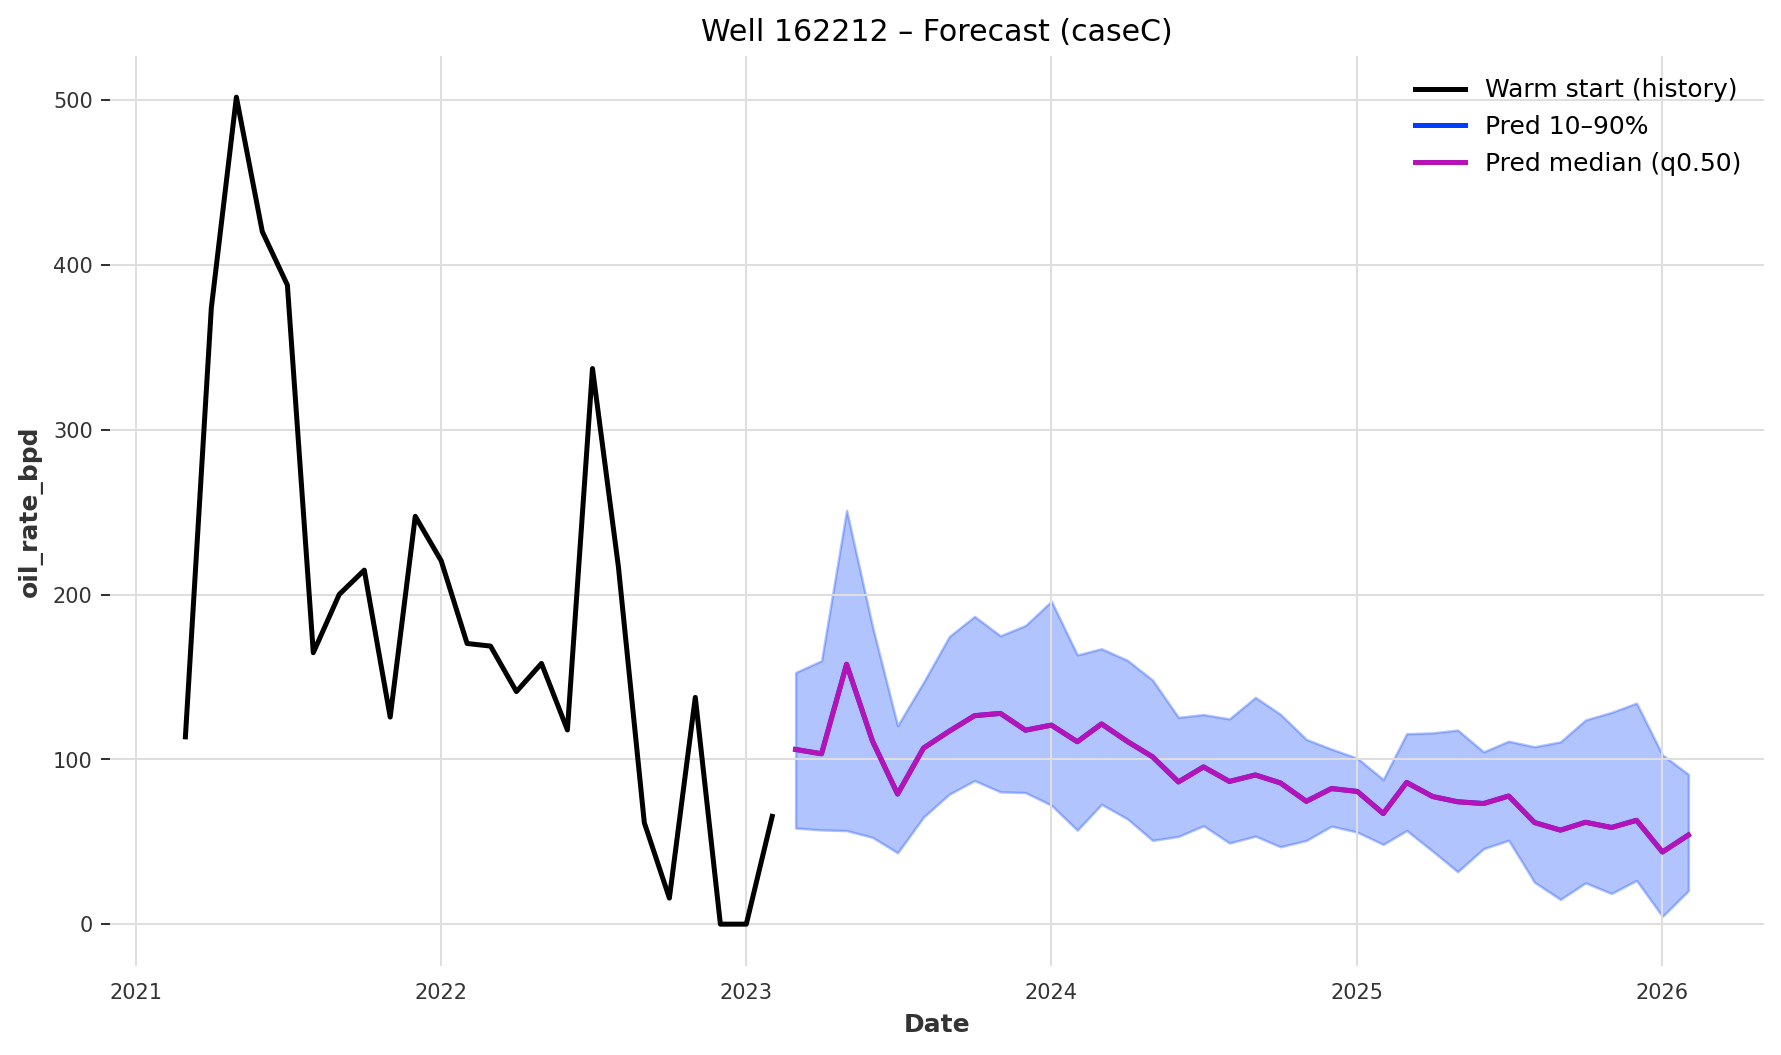 Well 162212 – Forecast (caseC)
Warm start (history)
Pred 10–90%
Pred median (q0.50)
oil_rate_bpd
500
400
300
200
100
0
2021 2022 2023 2024 2025 2026
Date